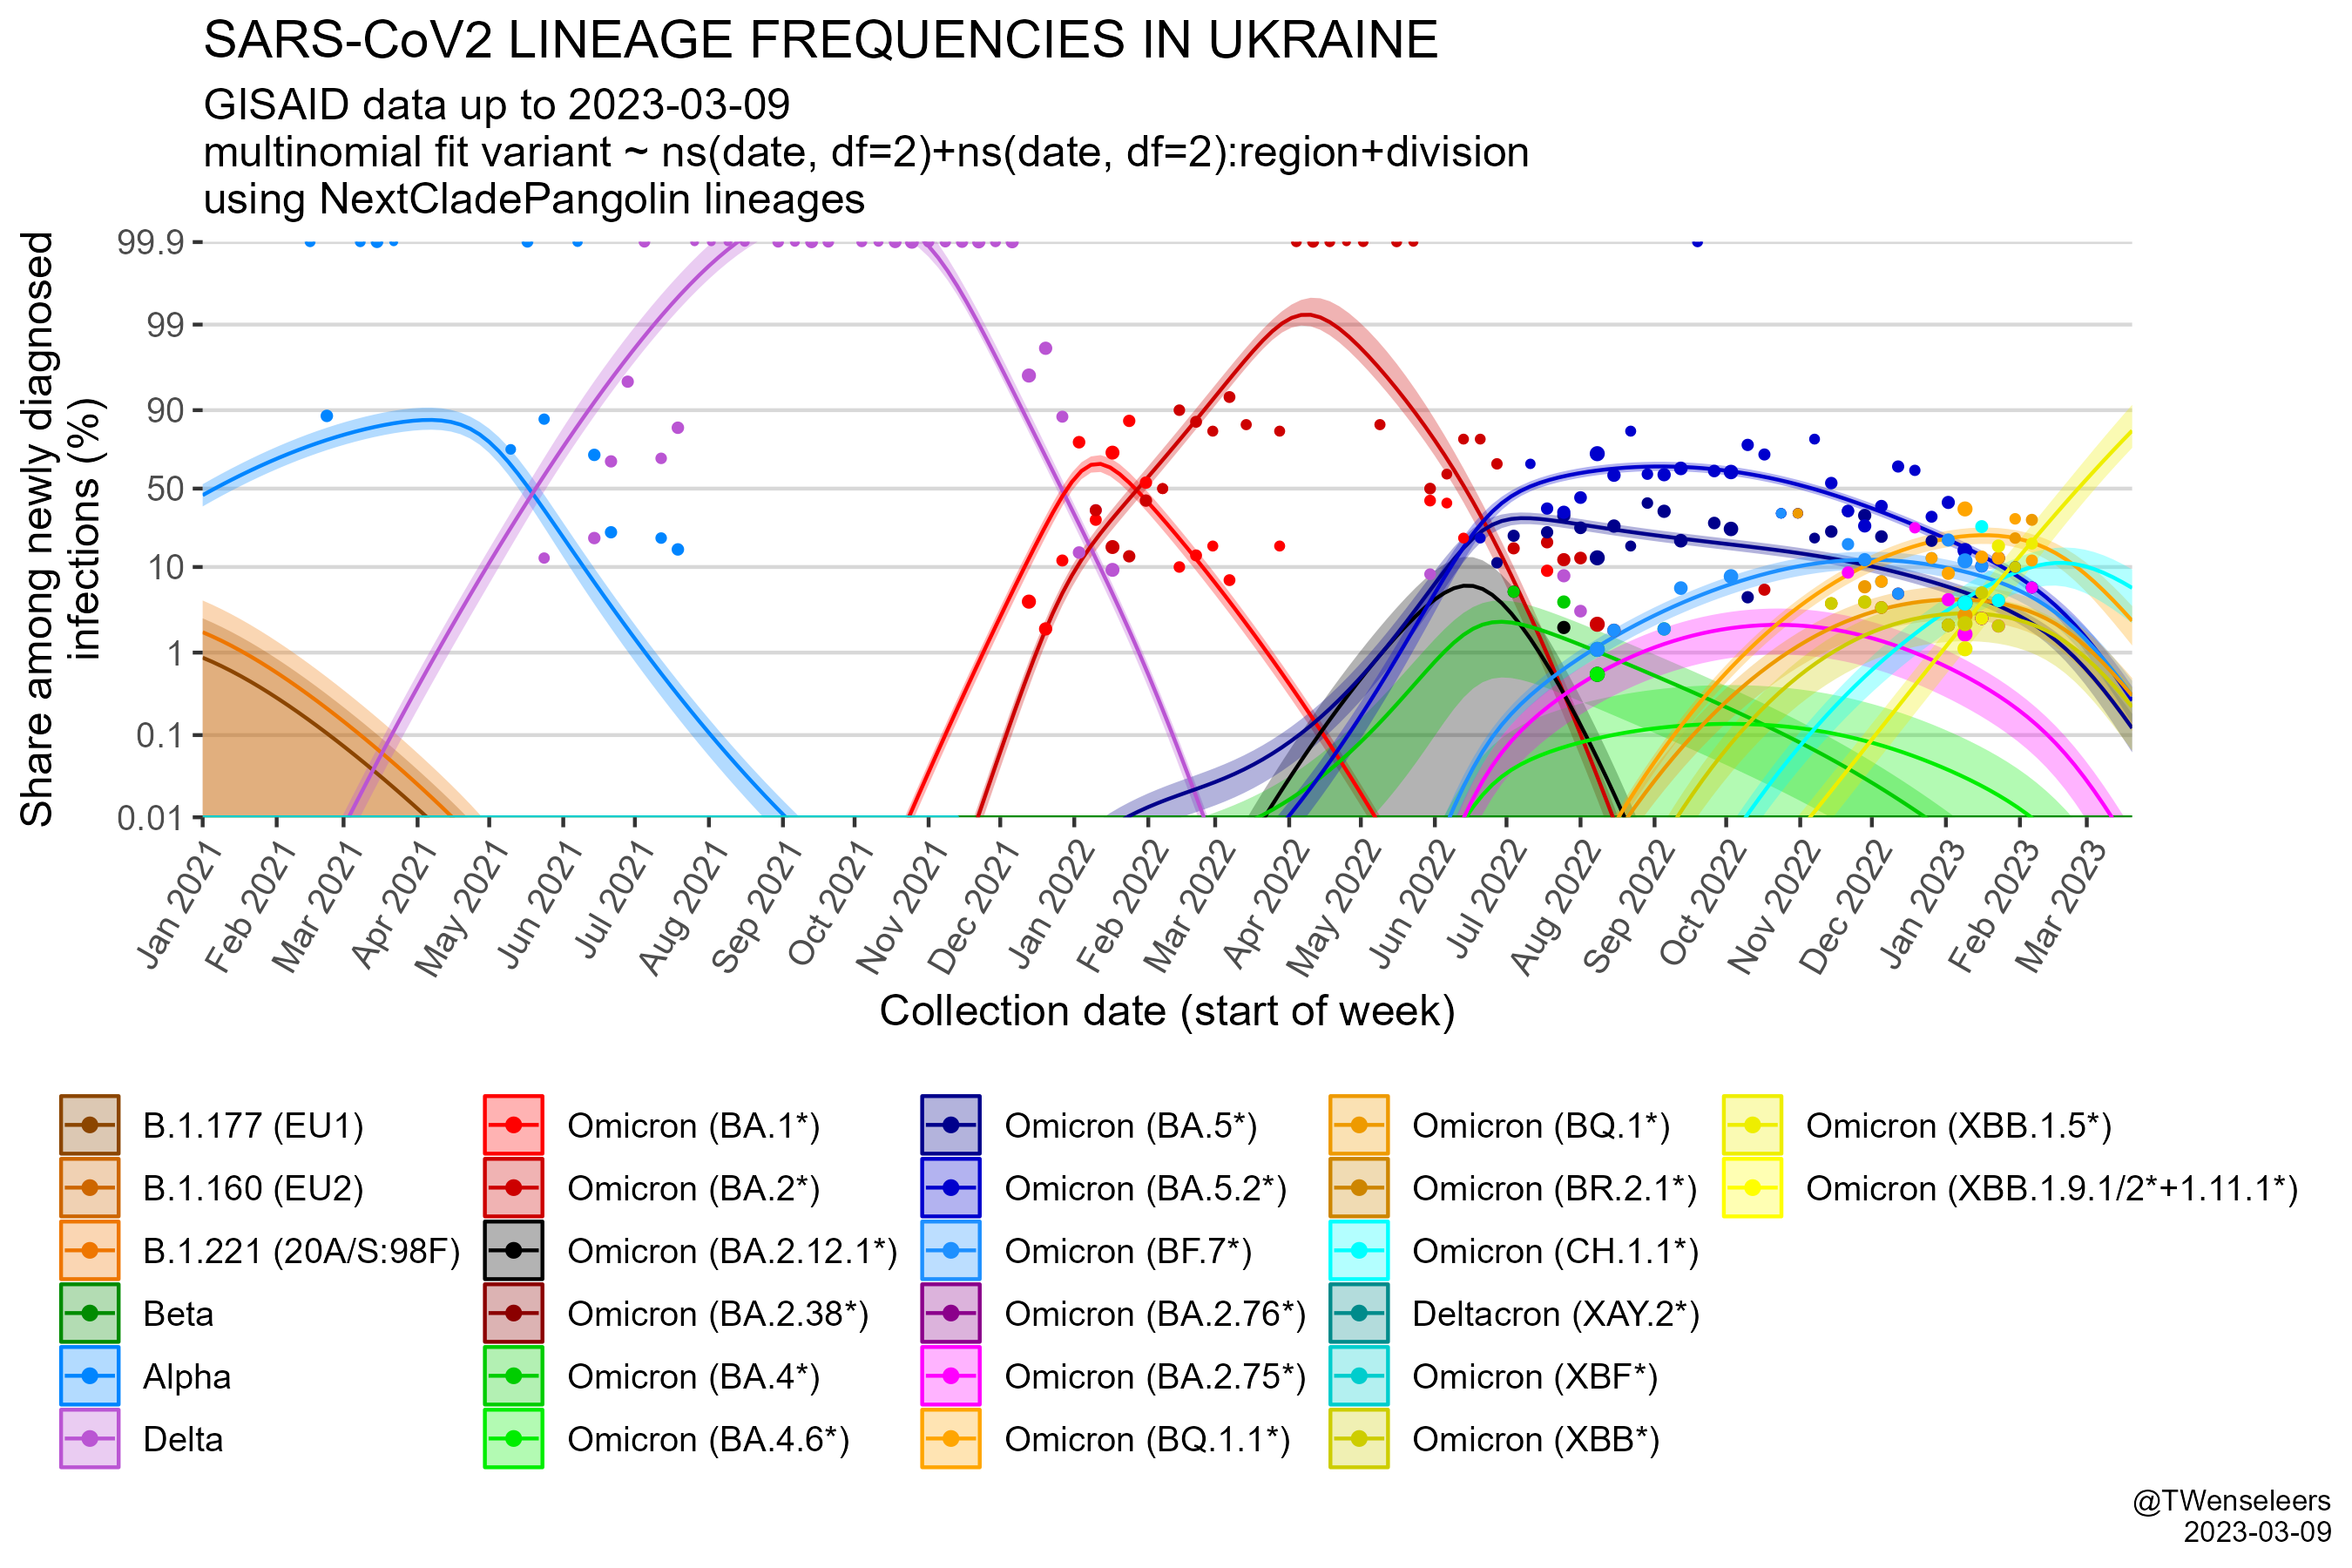 SARS-CoV2 LINEAGE FREQUENCIES IN UKRAINE
GISAID data up to 2023-03-09
multinomial fit variant ~ ns(date, df=2)+ns(date, df=2):region+division
using NextCladePangolin lineages
Share among newly diagnosed
infections (%)
99.9
99
90
50
10
1
0.1
0.01
Jan 2021
Feb 2021
Mar 2021
Apr 2021
May 2021
Jun 2021
Jul 2021
Aug 2021
Sep 2021
Oct 2021
Nov 2021
Dec 2021
Jan 2022
Feb 2022
Mar 2022
Apr 2022
May 2022
Jun 2022
Jul 2022
Aug 2022
Sep 2022
Oct 2022
Nov 2022
Dec 2022
Jan 2023
Feb 2023
Mar 2023
Collection date (start of week)
B.1.177 (EU1)
B.1.160 (EU2)
B.1.221 (20A/S:98F)
Beta
Alpha
Delta
Omicron (BA.1*)
Omicron (BA.2*)
Omicron (BA.2.12.1*)
Omicron (BA.2.38*)
Omicron (BA.4*)
Omicron (BA.4.6*)
Omicron (BA.5*)
Omicron (BA.5.2*)
Omicron (BF.7*)
Omicron (BA.2.76*)
Omicron (BA.2.75*)
Omicron (BQ.1.1*)
Omicron (BQ.1*)
Omicron (BR.2.1*)
Omicron (CH.1.1*)
Deltacron (XAY.2*)
Omicron (XBF*)
Omicron (XBB*)
Omicron (XBB.1.5*)
Omicron (XBB.1.9.1/2*+1.11.1*)
@TWenseleers
2023-03-09